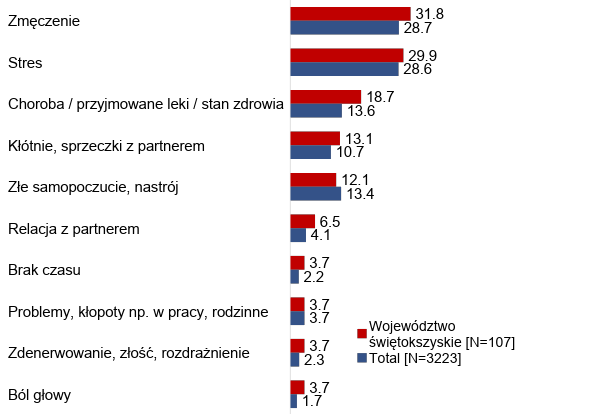 Zmęczenie
31.8
28.7
Stres
29.9
28.6
Choroba / przyjmowane leki / stan zdrowia
18.7
13.6
Kłótnie, sprzeczki z partnerem
13.1
10.7
Złe samopoczucie, nastrój
12.1
13.4
Relacja z partnerem
6.5
4.1
Brak czasu
3.7
2.2
Problemy, kłopoty np. w pracy, rodzinne
3.7
3.7
Zdenerwowanie, złość, rozdrażnienie
3.7
2.3
Ból głowy
3.7
1.7
Województwo
świętokszyskie [N=107]
Total [N=3223]